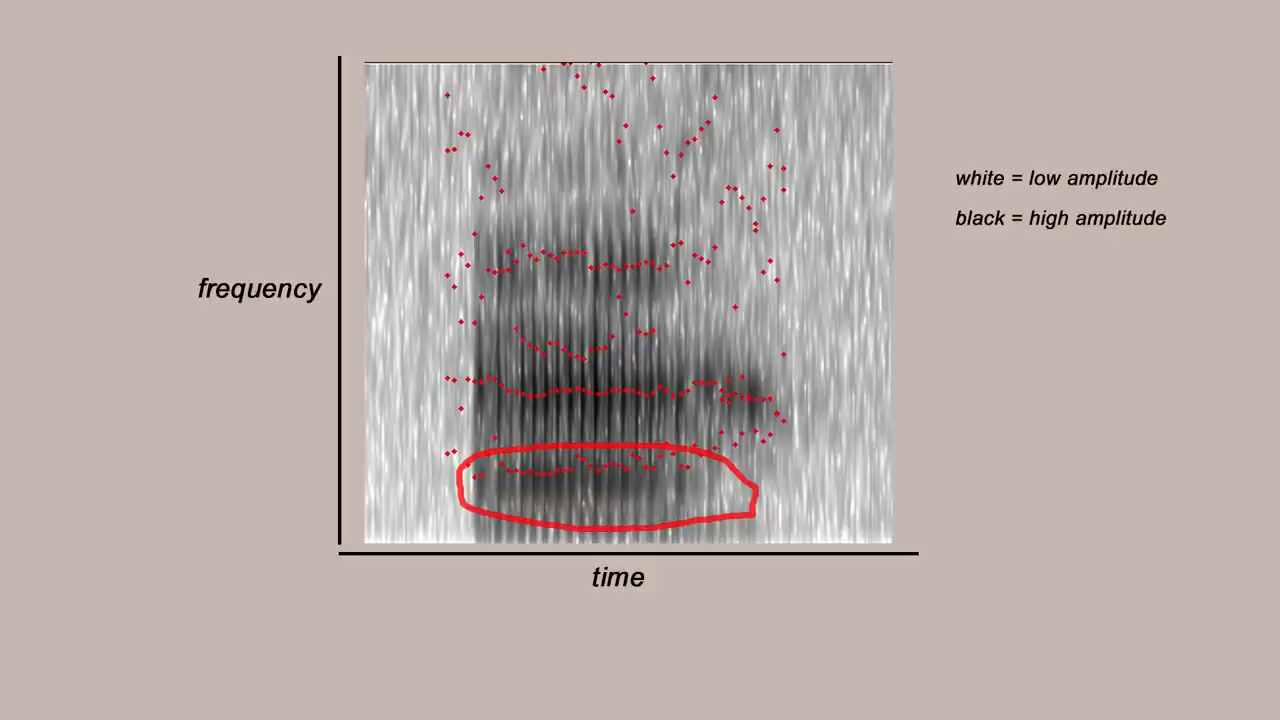 white = low amplitude
black = high amplitude
frequency
time